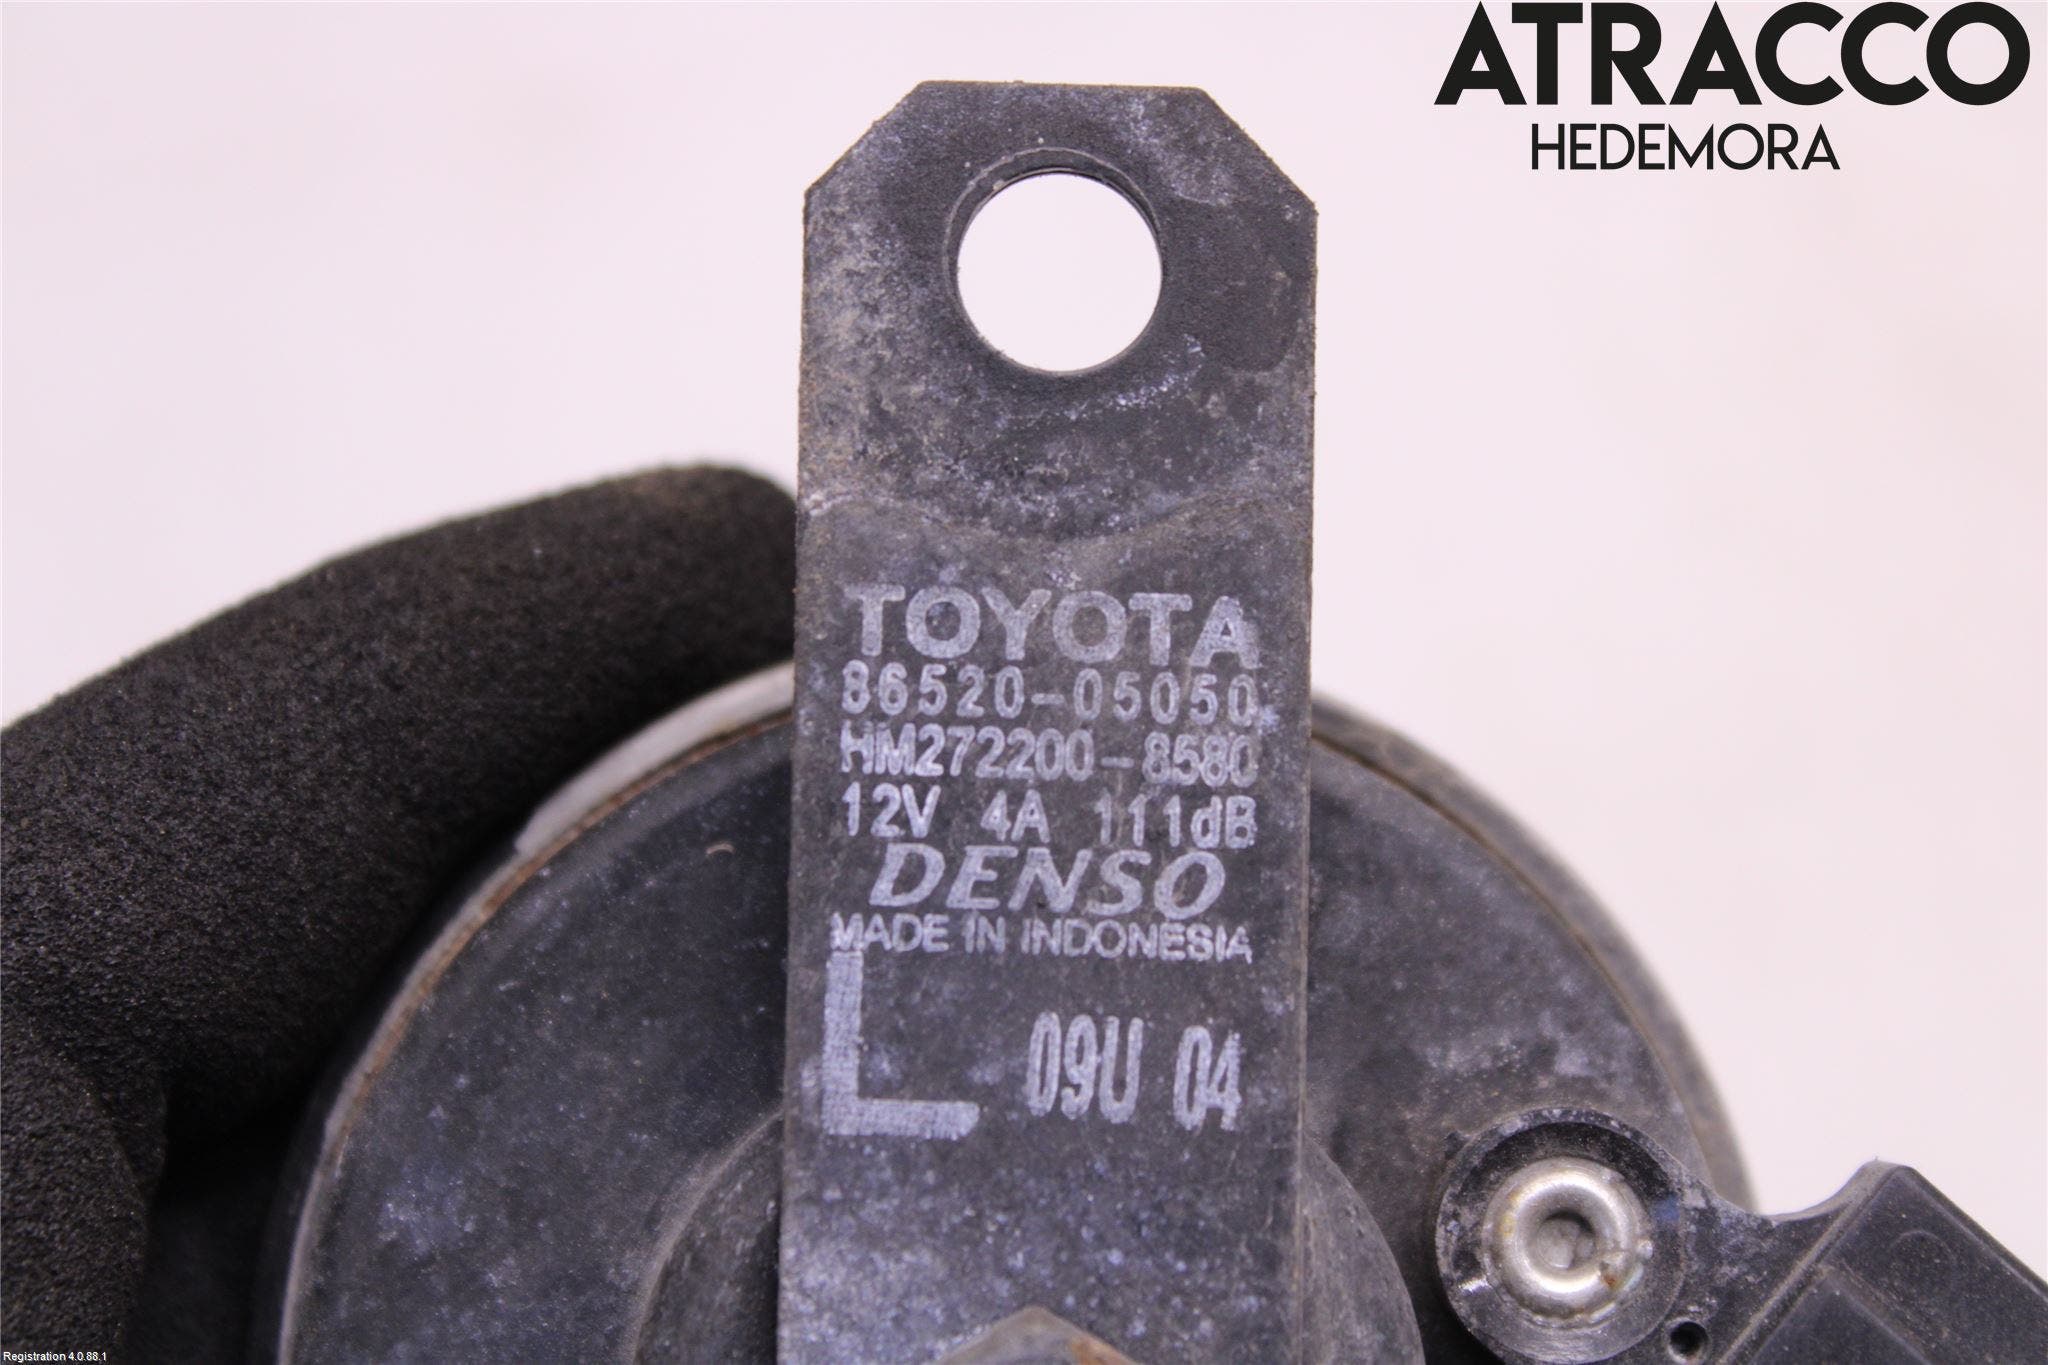 ATRACCO
HEDEMORA
TOYOTA
86520-05050
HM272200-8580
12V 4A 111dB
DENSO
MADE IN INDONESIA
L 09U 04
Registration 4.0.88.1